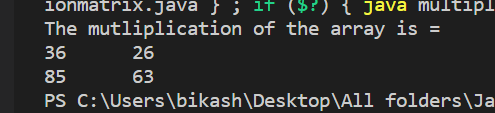 ionmatrix.java } ; if ($?) { java multipl
The mutliplication of the array is =
36 26
85 63
PS C:\Users\bikash\Desktop\All folders\Ja